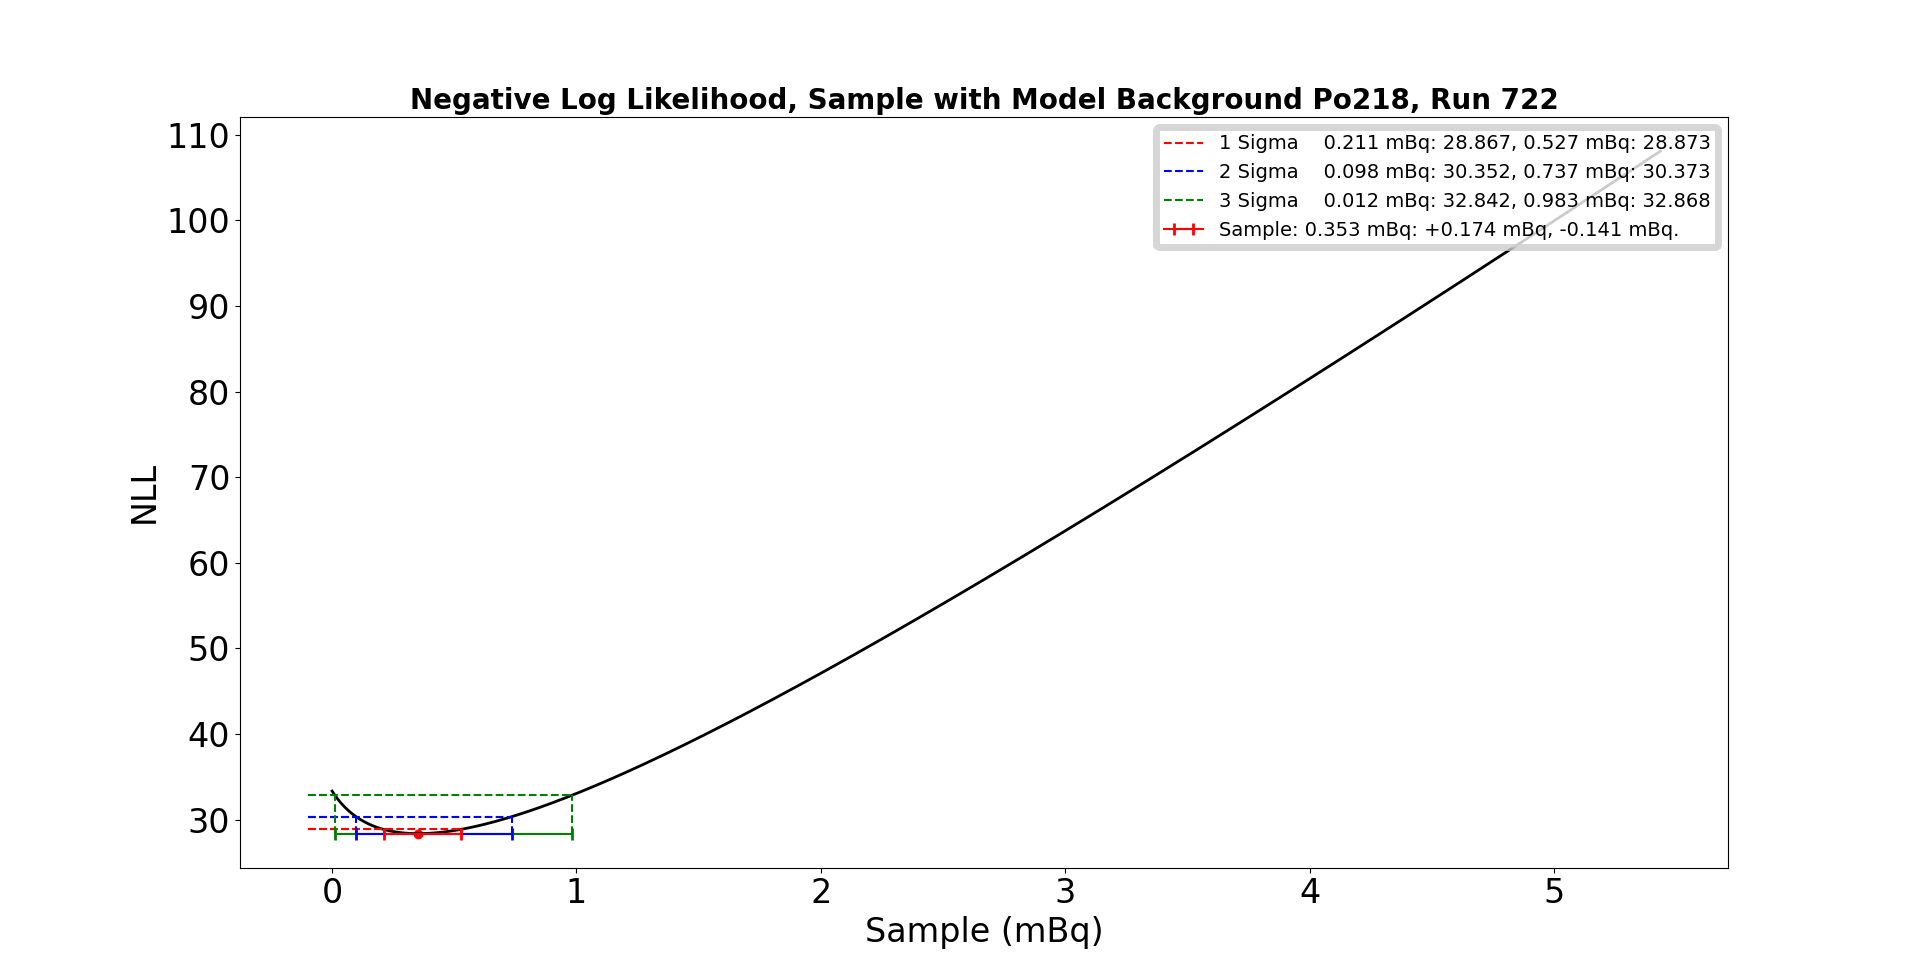 Negative Log Likelihood, Sample with Model Background Po218, Run 722
1 Sigma    0.211 mBq: 28.867, 0.527 mBq: 28.873
2 Sigma    0.098 mBq: 30.352, 0.737 mBq: 30.373
3 Sigma    0.012 mBq: 32.842, 0.983 mBq: 32.868
Sample: 0.353 mBq: +0.174 mBq, -0.141 mBq.
110
100
90
80
70
60
50
40
30
NLL
0 1 2 3 4 5
Sample (mBq)